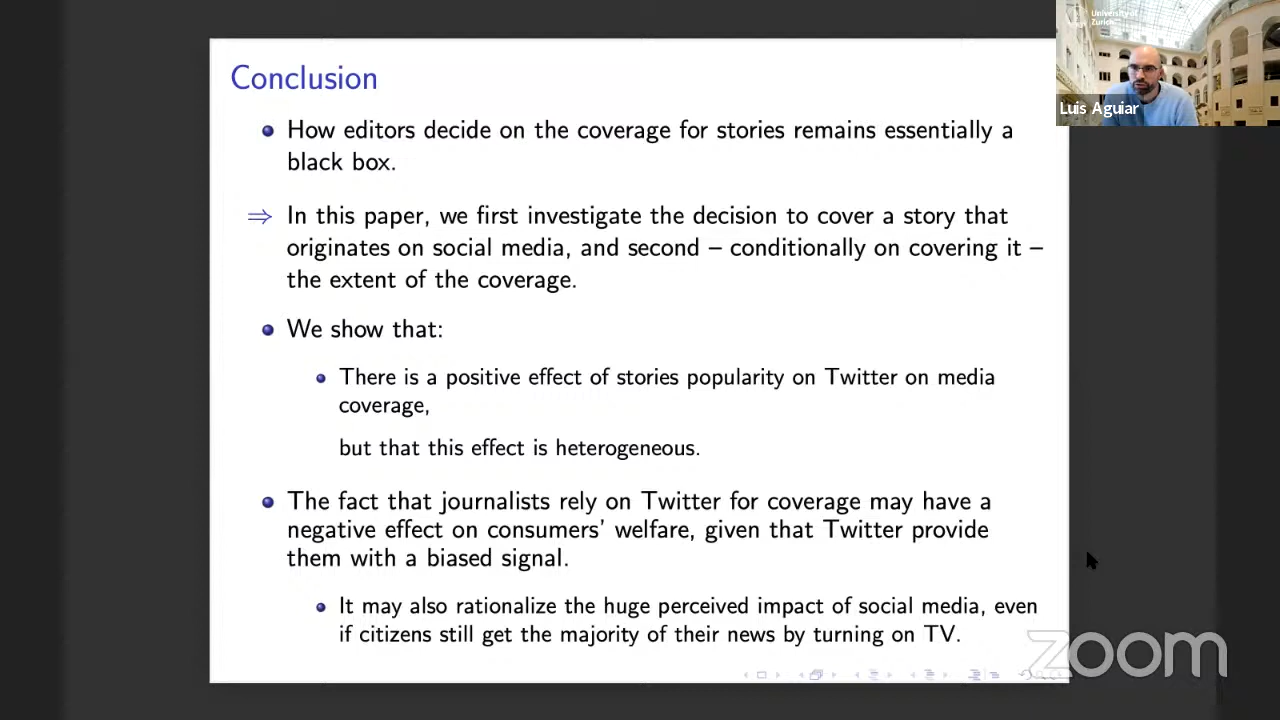 Conclusion
How editors decide on the coverage for stories remains essentially a
black box.
⇒ In this paper, we first investigate the decision to cover a story that
originates on social media, and second – conditionally on covering it –
the extent of the coverage.
We show that:
There is a positive effect of stories popularity on Twitter on media
coverage,
but that this effect is heterogeneous.
The fact that journalists rely on Twitter for coverage may have a
negative effect on consumers' welfare, given that Twitter provide
them with a biased signal.
It may also rationalize the huge perceived impact of social media, even
if citizens still get the majority of their news by turning on TV.
University of
Zurich
Luis Aguiar
zoom